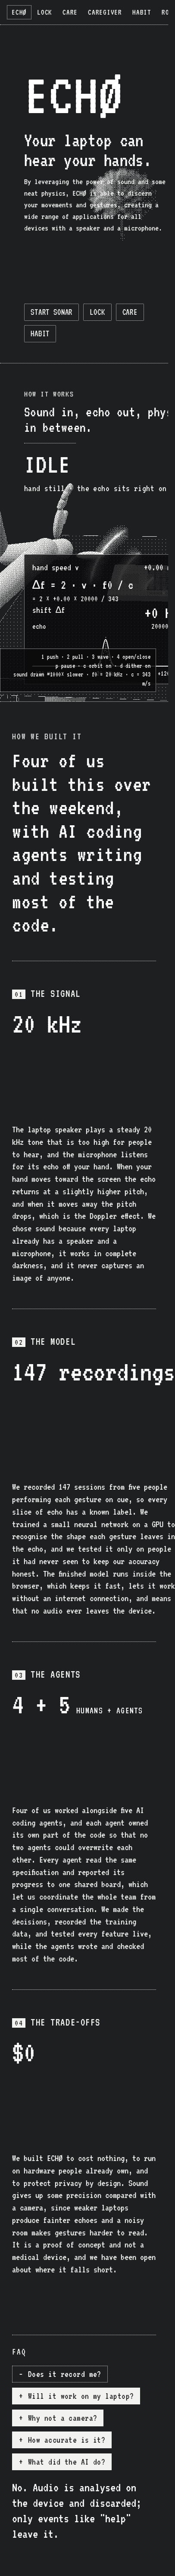 ECHØ LOCK CARE CAREGIVER HABIT RO
ECHØ
Your laptop can
hear your hands.
By leveraging the power of sound and some
neat physics, ECHØ is able to discern
your movements and gestures, creating a
wide range of applications for all
devices with a speaker and a microphone.
START SONAR LOCK CARE
HABIT
HOW IT WORKS
Sound in, echo out, phys
in between.
IDLE
hand still, the echo sits right on
hand speed v +0.00
Δf = 2 · v · f0 / c
= 2 × +0.00 × 20000 / 343
shift Δf +0 H
echo 20000
1 push · 2 pull · 3 wave · 4 open/close
p pause · c orbit cam · d dither on
m/s
HOW WE BUILT IT
Four of us
built this over
the weekend,
with AI coding
agents writing
and testing
most of the
code.
01 THE SIGNAL
20 kHz
The laptop speaker plays a steady 20
kHz tone that is too high for people
to hear, and the microphone listens
for its echo off your hand. When your
hand moves toward the screen the echo
returns at a slightly higher pitch,
and when it moves away the pitch
drops, which is the Doppler effect. We
chose sound because every laptop
already has a speaker and a
microphone, it works in complete
darkness, and it never captures an
image of anyone.
02 THE MODEL
147 recordings
We recorded 147 sessions from five people
performing each gesture on cue, so every
slice of echo has a known label. We
trained a small neural network on a GPU to
recognise the shape each gesture leaves in
the echo, and we tested it only on people
it had never seen to keep our accuracy
honest. The finished model runs inside the
browser, which keeps it fast, lets it work
without an internet connection, and means
that no audio ever leaves the device.
03 THE AGENTS
4 + 5 HUMANS + AGENTS
Four of us worked alongside five AI
coding agents, and each agent owned
its own part of the code so that no
two agents could overwrite each
other. Every agent read the same
specification and reported its
progress to one shared board, which
let us coordinate the whole team from
a single conversation. We made the
decisions, recorded the training
data, and tested every feature live,
while the agents wrote and checked
most of the code.
04 THE TRADE-OFFS
$0
We built ECHØ to cost nothing, to run
on hardware people already own, and
to protect privacy by design. Sound
gives up some precision compared with
a camera, since weaker laptops
produce fainter echoes and a noisy
room makes gestures harder to read.
It is a proof of concept and not a
medical device, and we have been open
about where it falls short.
FAQ
- Does it record me?
+ Will it work on my laptop?
+ Why not a camera?
+ How accurate is it?
+ What did the AI do?
No. Audio is analysed on
the device and discarded;
only events like "help"
leave it.